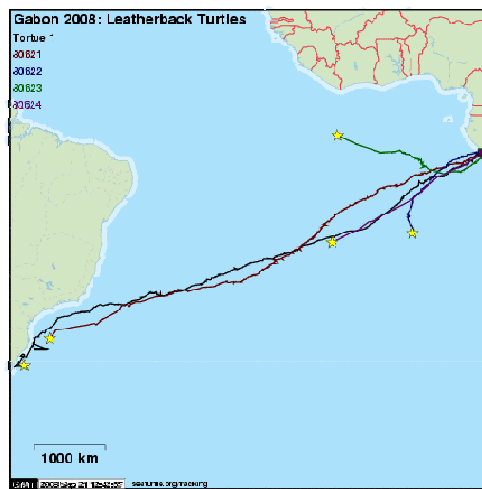 Gabon 2008: Leatherback Turtles
Tortue
80621
80622
80623
80624
1000 km
seaturtle.org/tracking